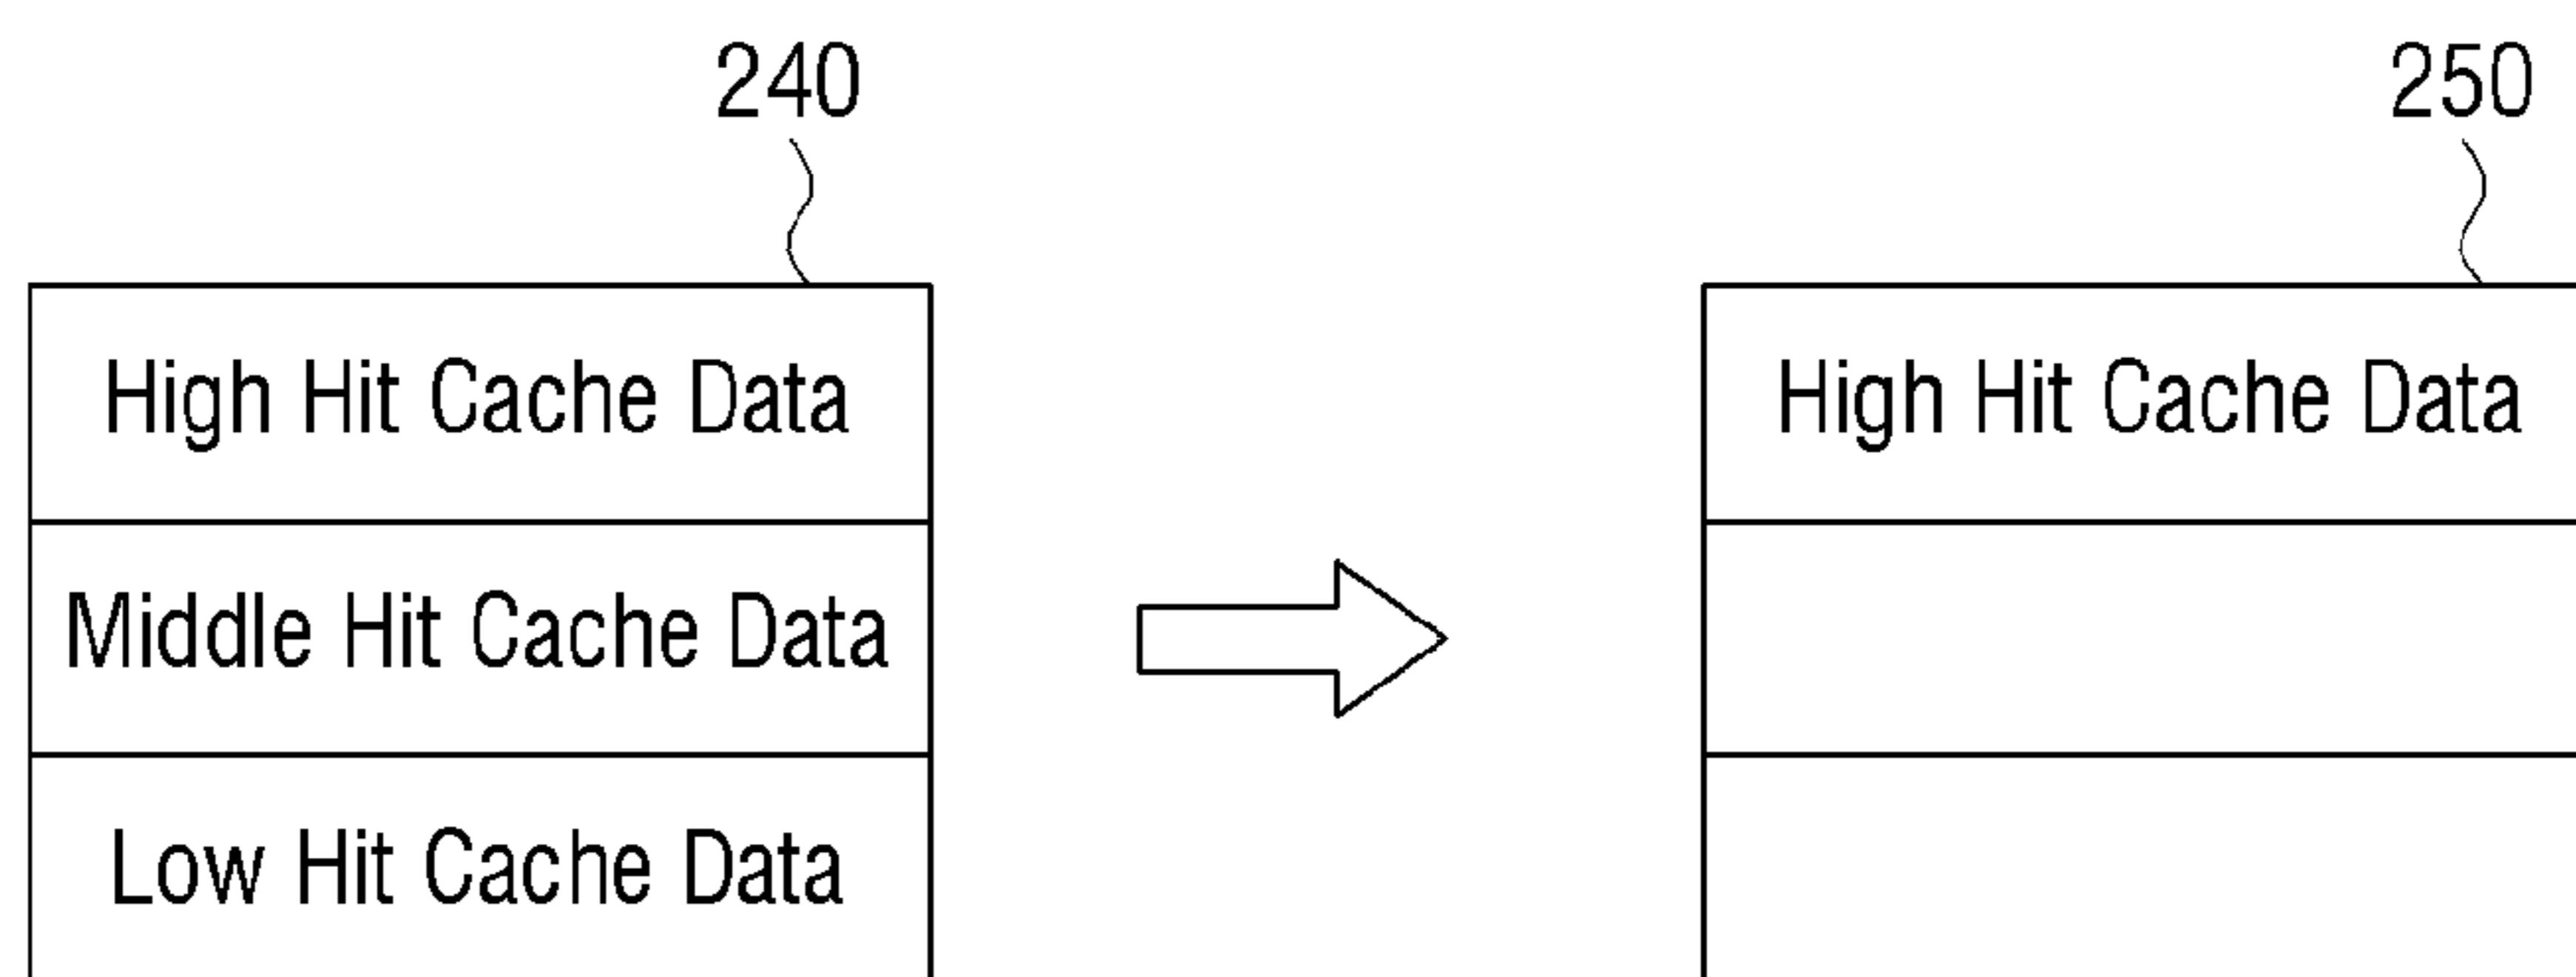 240
250
High Hit Cache Data
High Hit Cache Data
Middle Hit Cache Data
Low Hit Cache Data